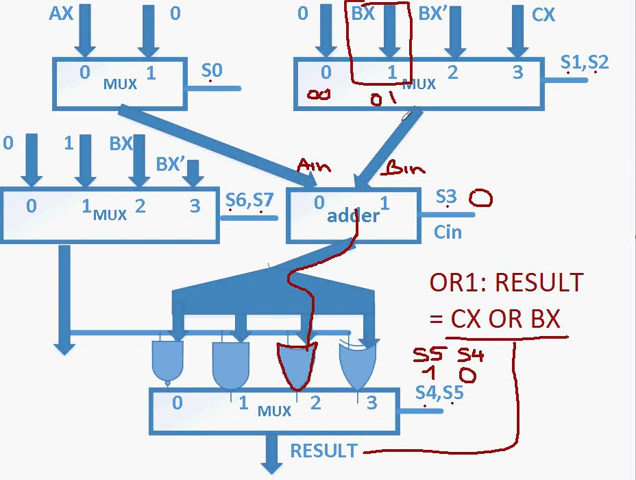 AX 0 0 BX BX' CX
0 1 MUX S0
0 1 MUX 2 3 S1,S2
00 01
0 1 BX BX'
Ain Bin
0 1 MUX 2 3 S6,S7
0 1 adder S3 0
Cin
OR1: RESULT
= CX OR BX
S5 S4
1 0
0 1 MUX 2 3 S4,S5
RESULT